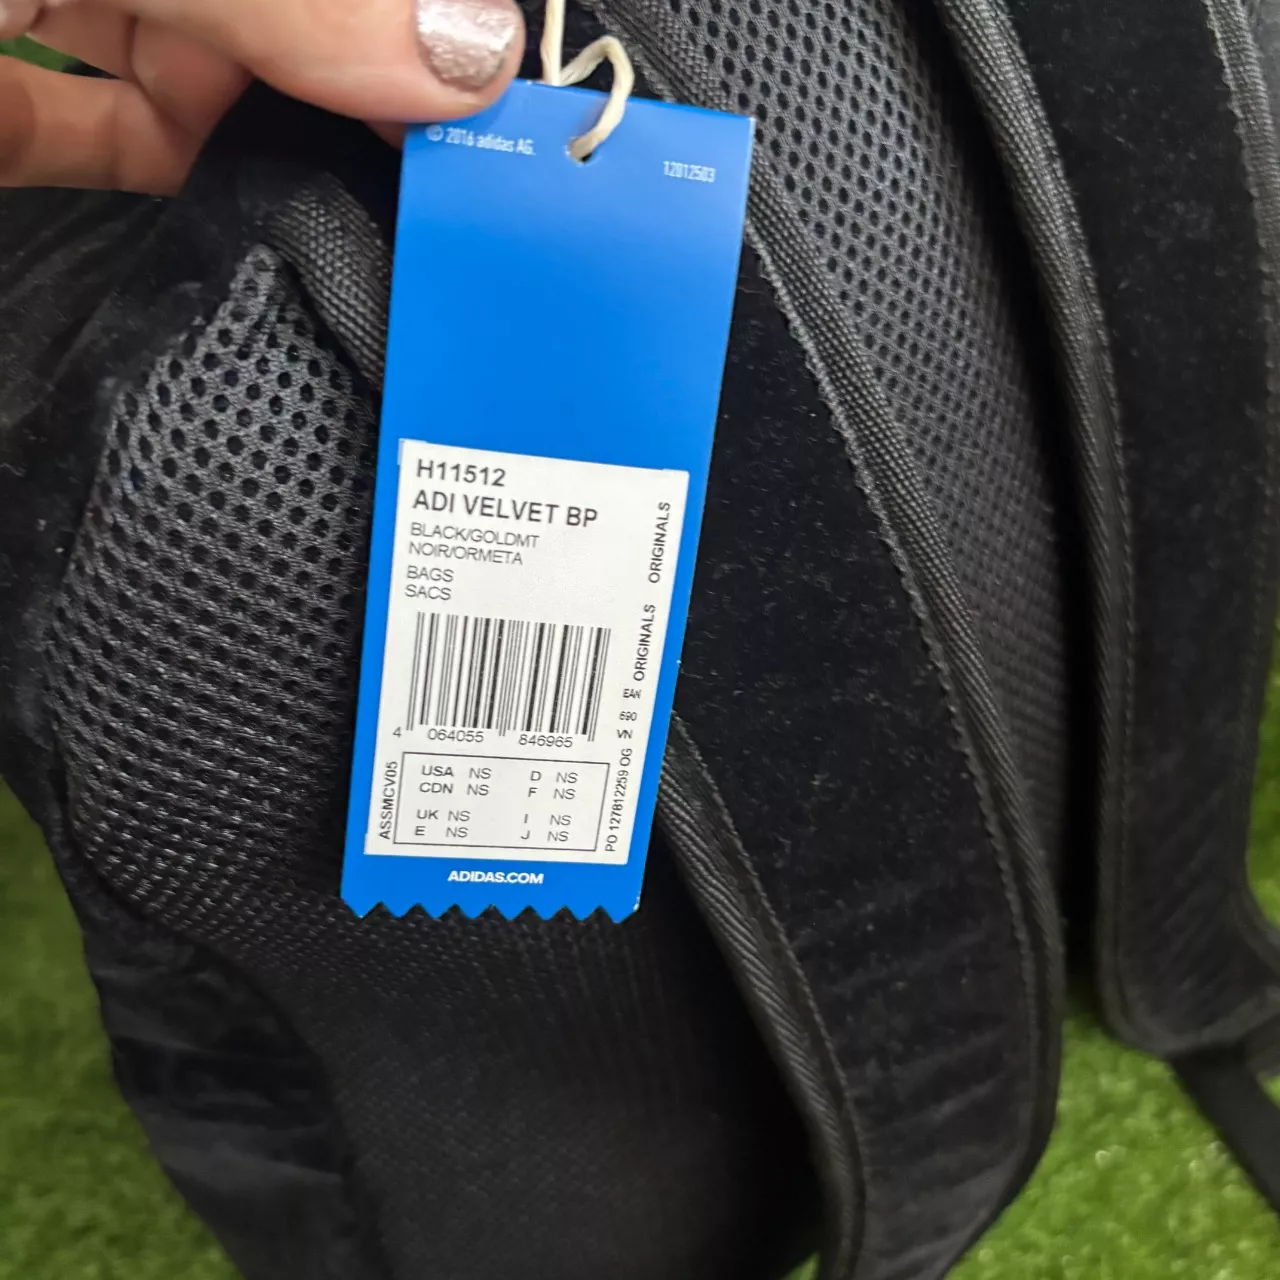 © 2016 adidas AG.
12012503
H11512
ADI VELVET BP
BLACK/GOLDMT
NOIR/ORMETA
BAGS
SACS
ORIGINALS
ORIGINALS
EAN
690
VN
4 064055 846965
USA NS D NS
CDN NS F NS
UK NS I NS
E NS J NS
ASSMCV05
PO 127812259 OG
ADIDAS.COM